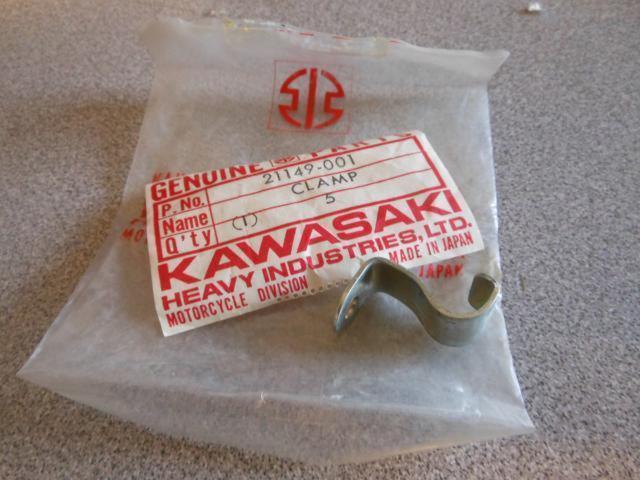 GENUINE PARTS
P. No. 21149-001
Name CLAMP
Q'ty (T) 5
KAWASAKI
HEAVY INDUSTRIES, LTD.
MOTORCYCLE DIVISION MADE IN JAPAN
JAPAN